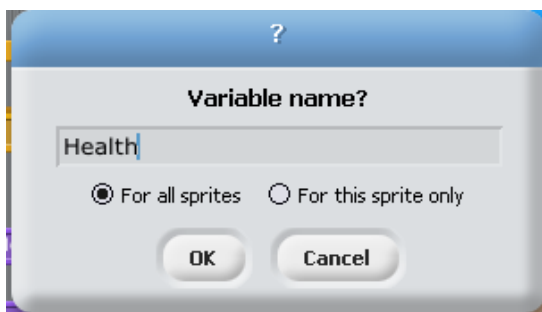 ?
Variable name?
Health
For all sprites For this sprite only
OK Cancel